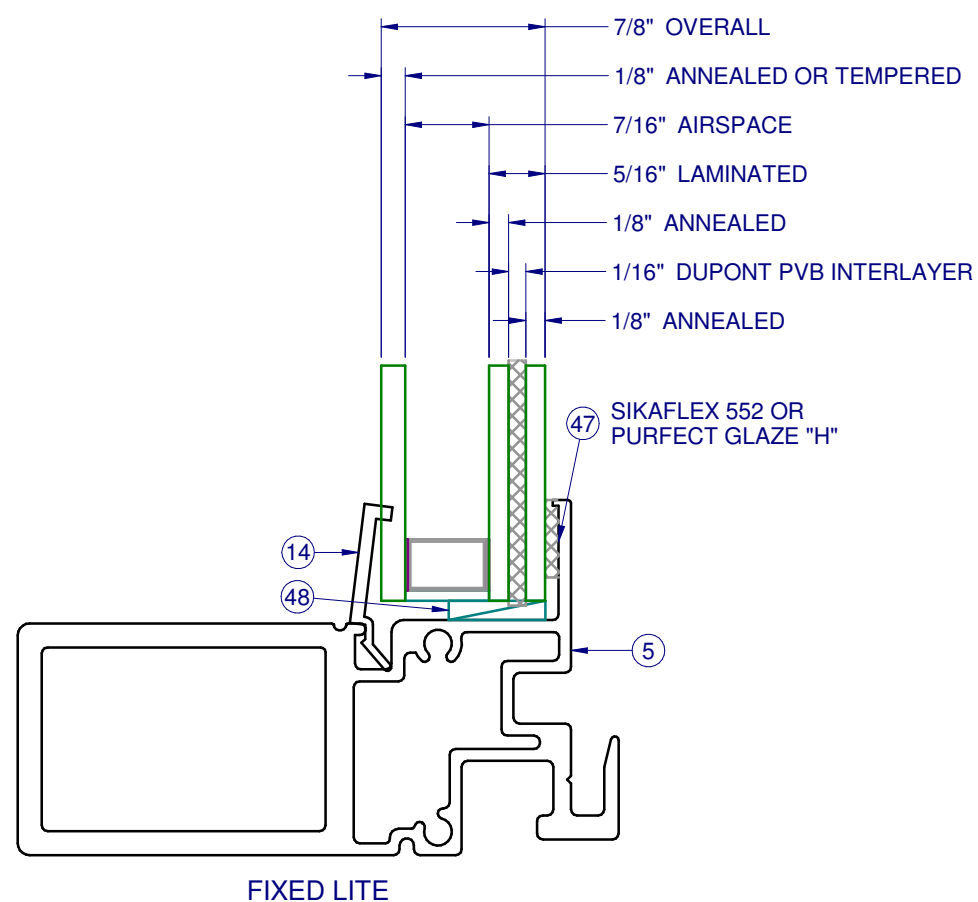 7/8" OVERALL
1/8" ANNEALED OR TEMPERED
7/16" AIRSPACE
5/16" LAMINATED
1/8" ANNEALED
1/16" DUPONT PVB INTERLAYER
1/8" ANNEALED
47 SIKAFLEX 552 OR
PURFECT GLAZE "H"
14
48
5
FIXED LITE